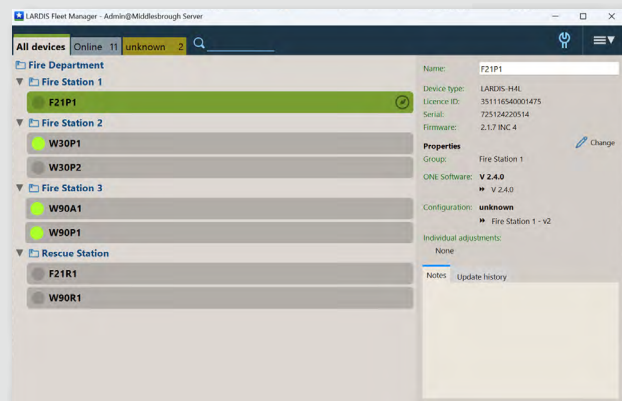 LARDIS Fleet Manager - Admin@Middlesbrough Server
All devices Online 11 unknown 2
Fire Department
Fire Station 1
F21P1
Fire Station 2
W30P1
W30P2
Fire Station 3
W90A1
W90P1
Rescue Station
F21R1
W90R1
Name: F21P1
Device type: LARDIS-H4L
Licence ID: 351116540001475
Serial: 725124220514
Firmware: 2.1.7 INC 4
Properties Change
Group: Fire Station 1
ONE Software: V 2.4.0
V 2.4.0
Configuration: unknown
Fire Station 1 - v2
Individual adjustments:
None
Notes Update history